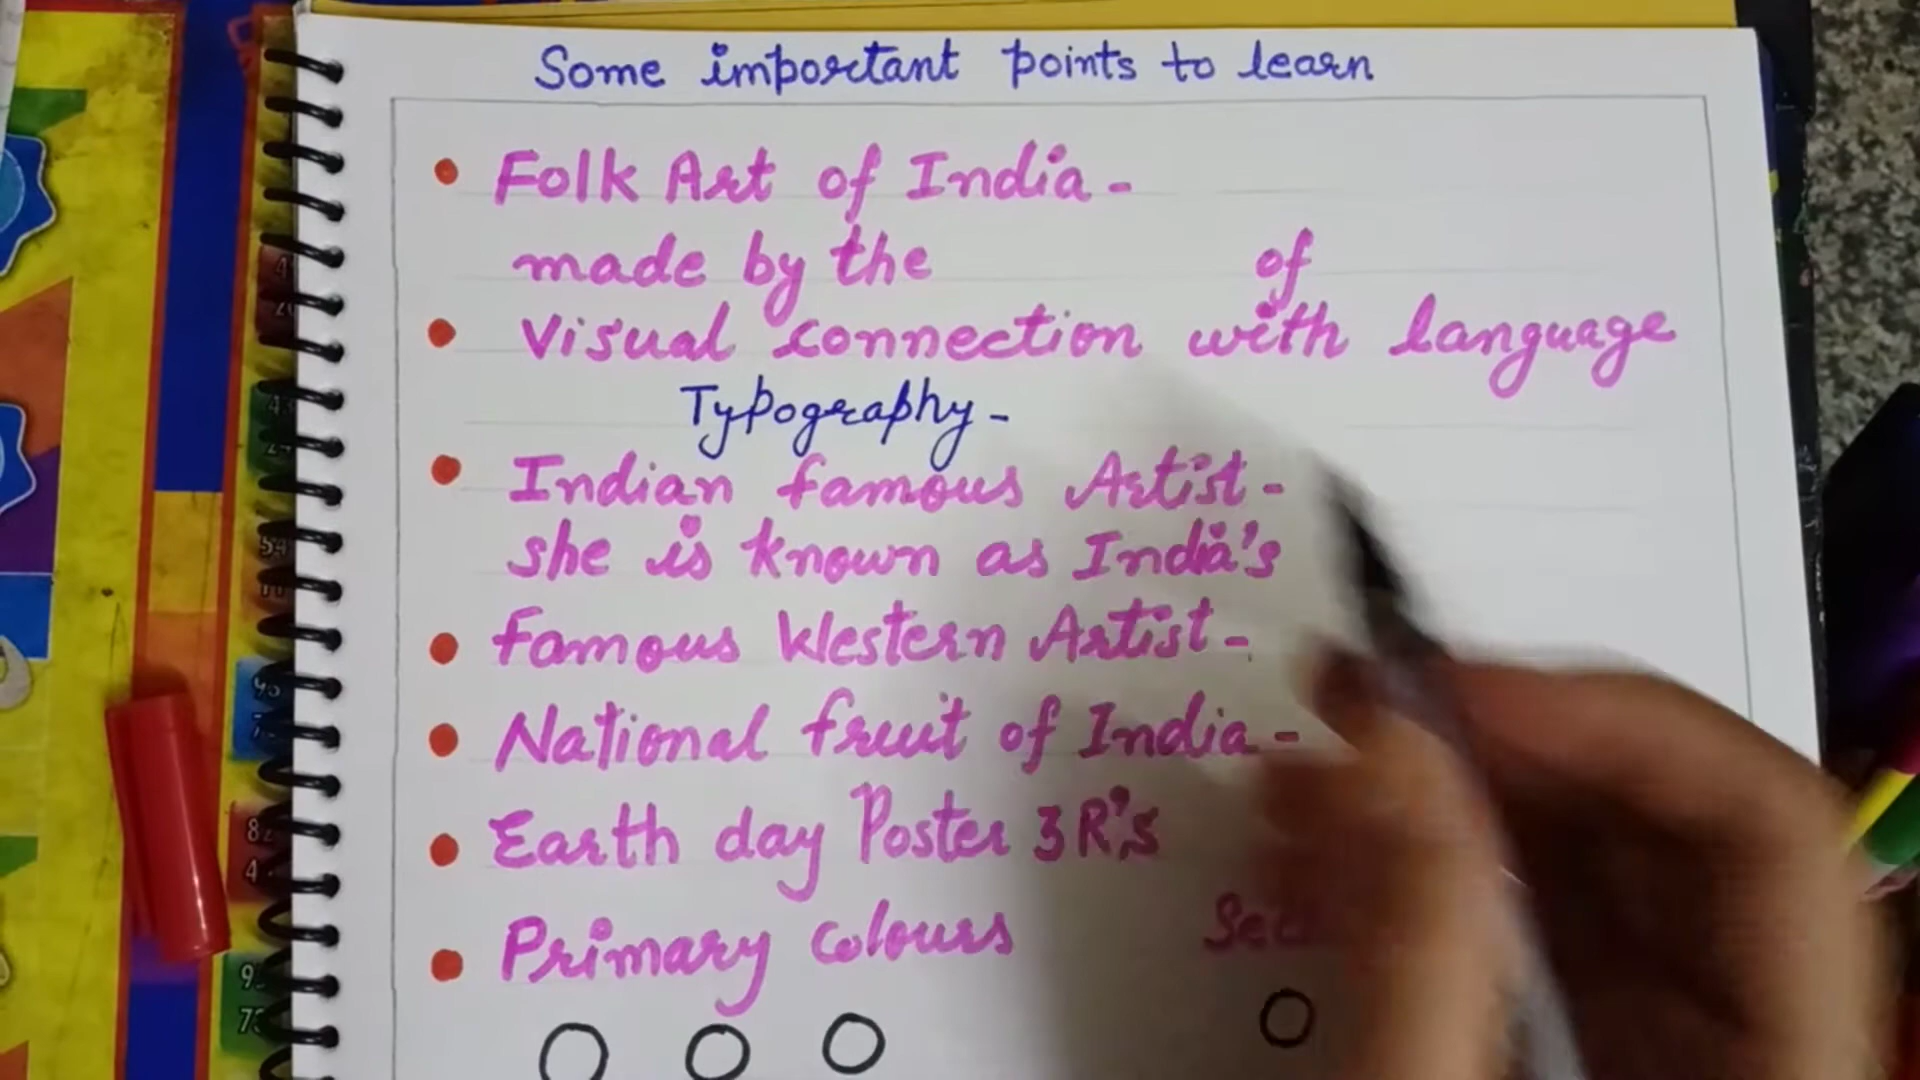 Some important points to learn
Folk Art of India -
made by the of
Visual connection with language
Typography -
Indian famous Artist -
she is known as India's
Famous Western Artist -
National fruit of India -
Earth day Poster 3R's
Primary colours